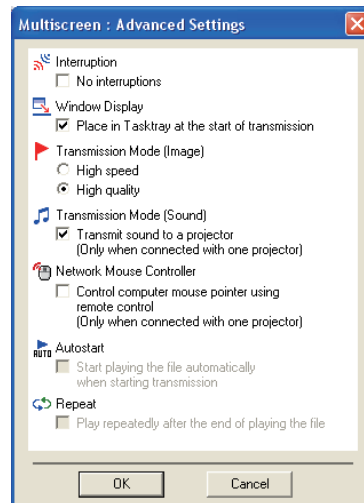 Multiscreen : Advanced Settings
Interruption
No interruptions
Window Display
Place in Tasktray at the start of transmission
Transmission Mode (Image)
High speed
High quality
Transmission Mode (Sound)
Transmit sound to a projector
(Only when connected with one projector)
Network Mouse Controller
Control computer mouse pointer using
remote control
(Only when connected with one projector)
AUTO Autostart
Start playing the file automatically
when starting transmission
Repeat
Play repeatedly after the end of playing the file
OK Cancel